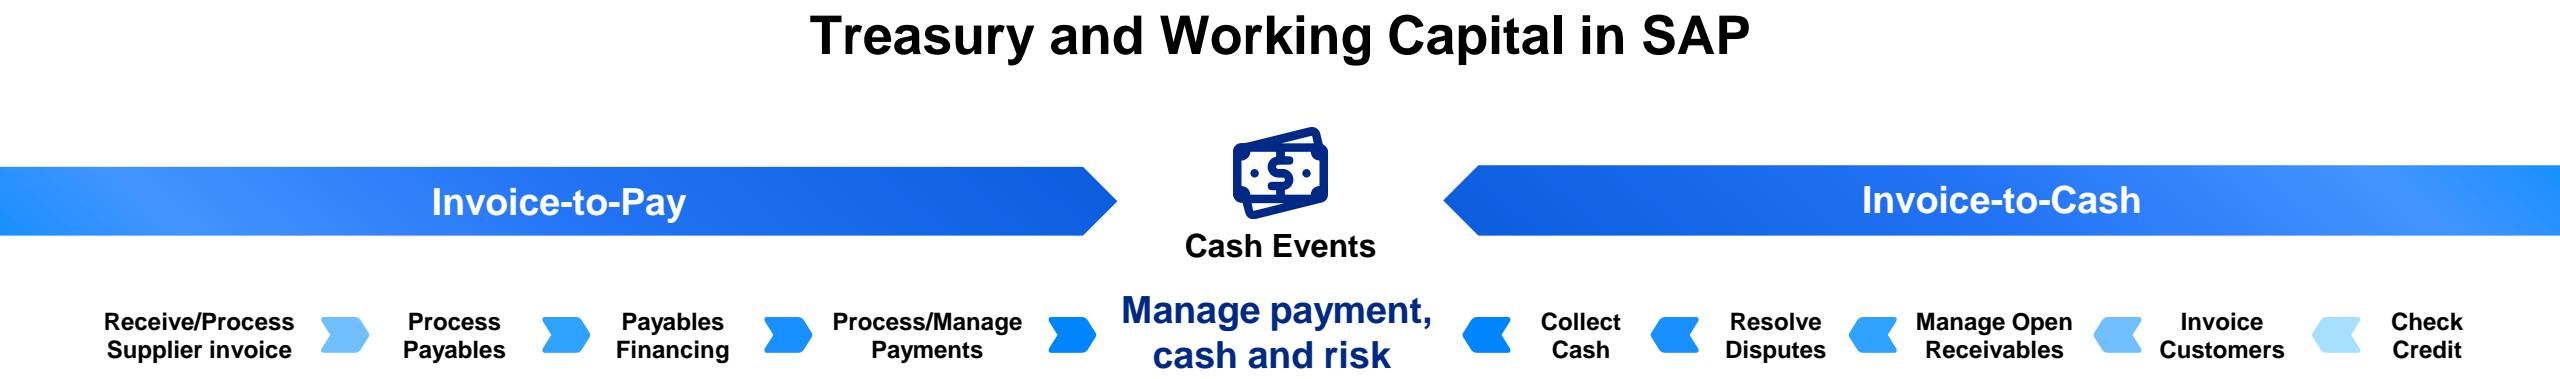 Treasury and Working Capital in SAP
Invoice-to-Pay
Cash Events
Invoice-to-Cash
Receive/Process
Supplier invoice
Process
Payables
Payables
Financing
Process/Manage
Payments
Manage payment,
cash and risk
Collect
Cash
Resolve
Disputes
Manage Open
Receivables
Invoice
Customers
Check
Credit